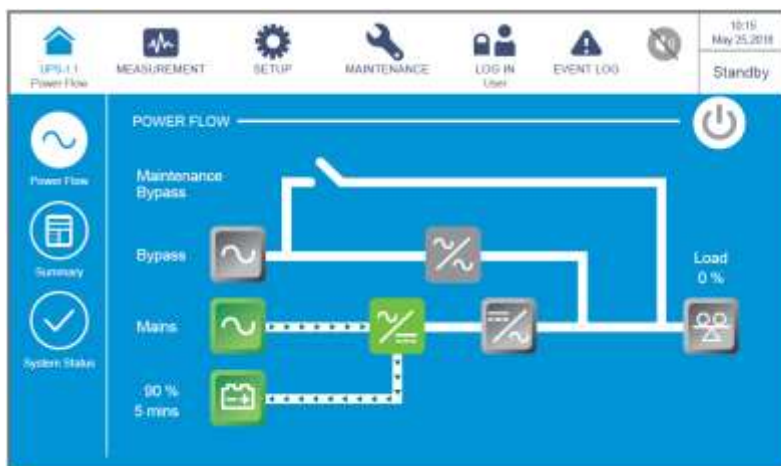 10:15
May 25,2018
UPS-1.1
Power Flow
MEASUREMENT
SETUP
MAINTENANCE
LOG IN
User
EVENT LOG
Standby
POWER FLOW
Power Flow
Maintenance
Bypass
Bypass
Summary
Load
0 %
Mains
System Status
90 %
5 mins